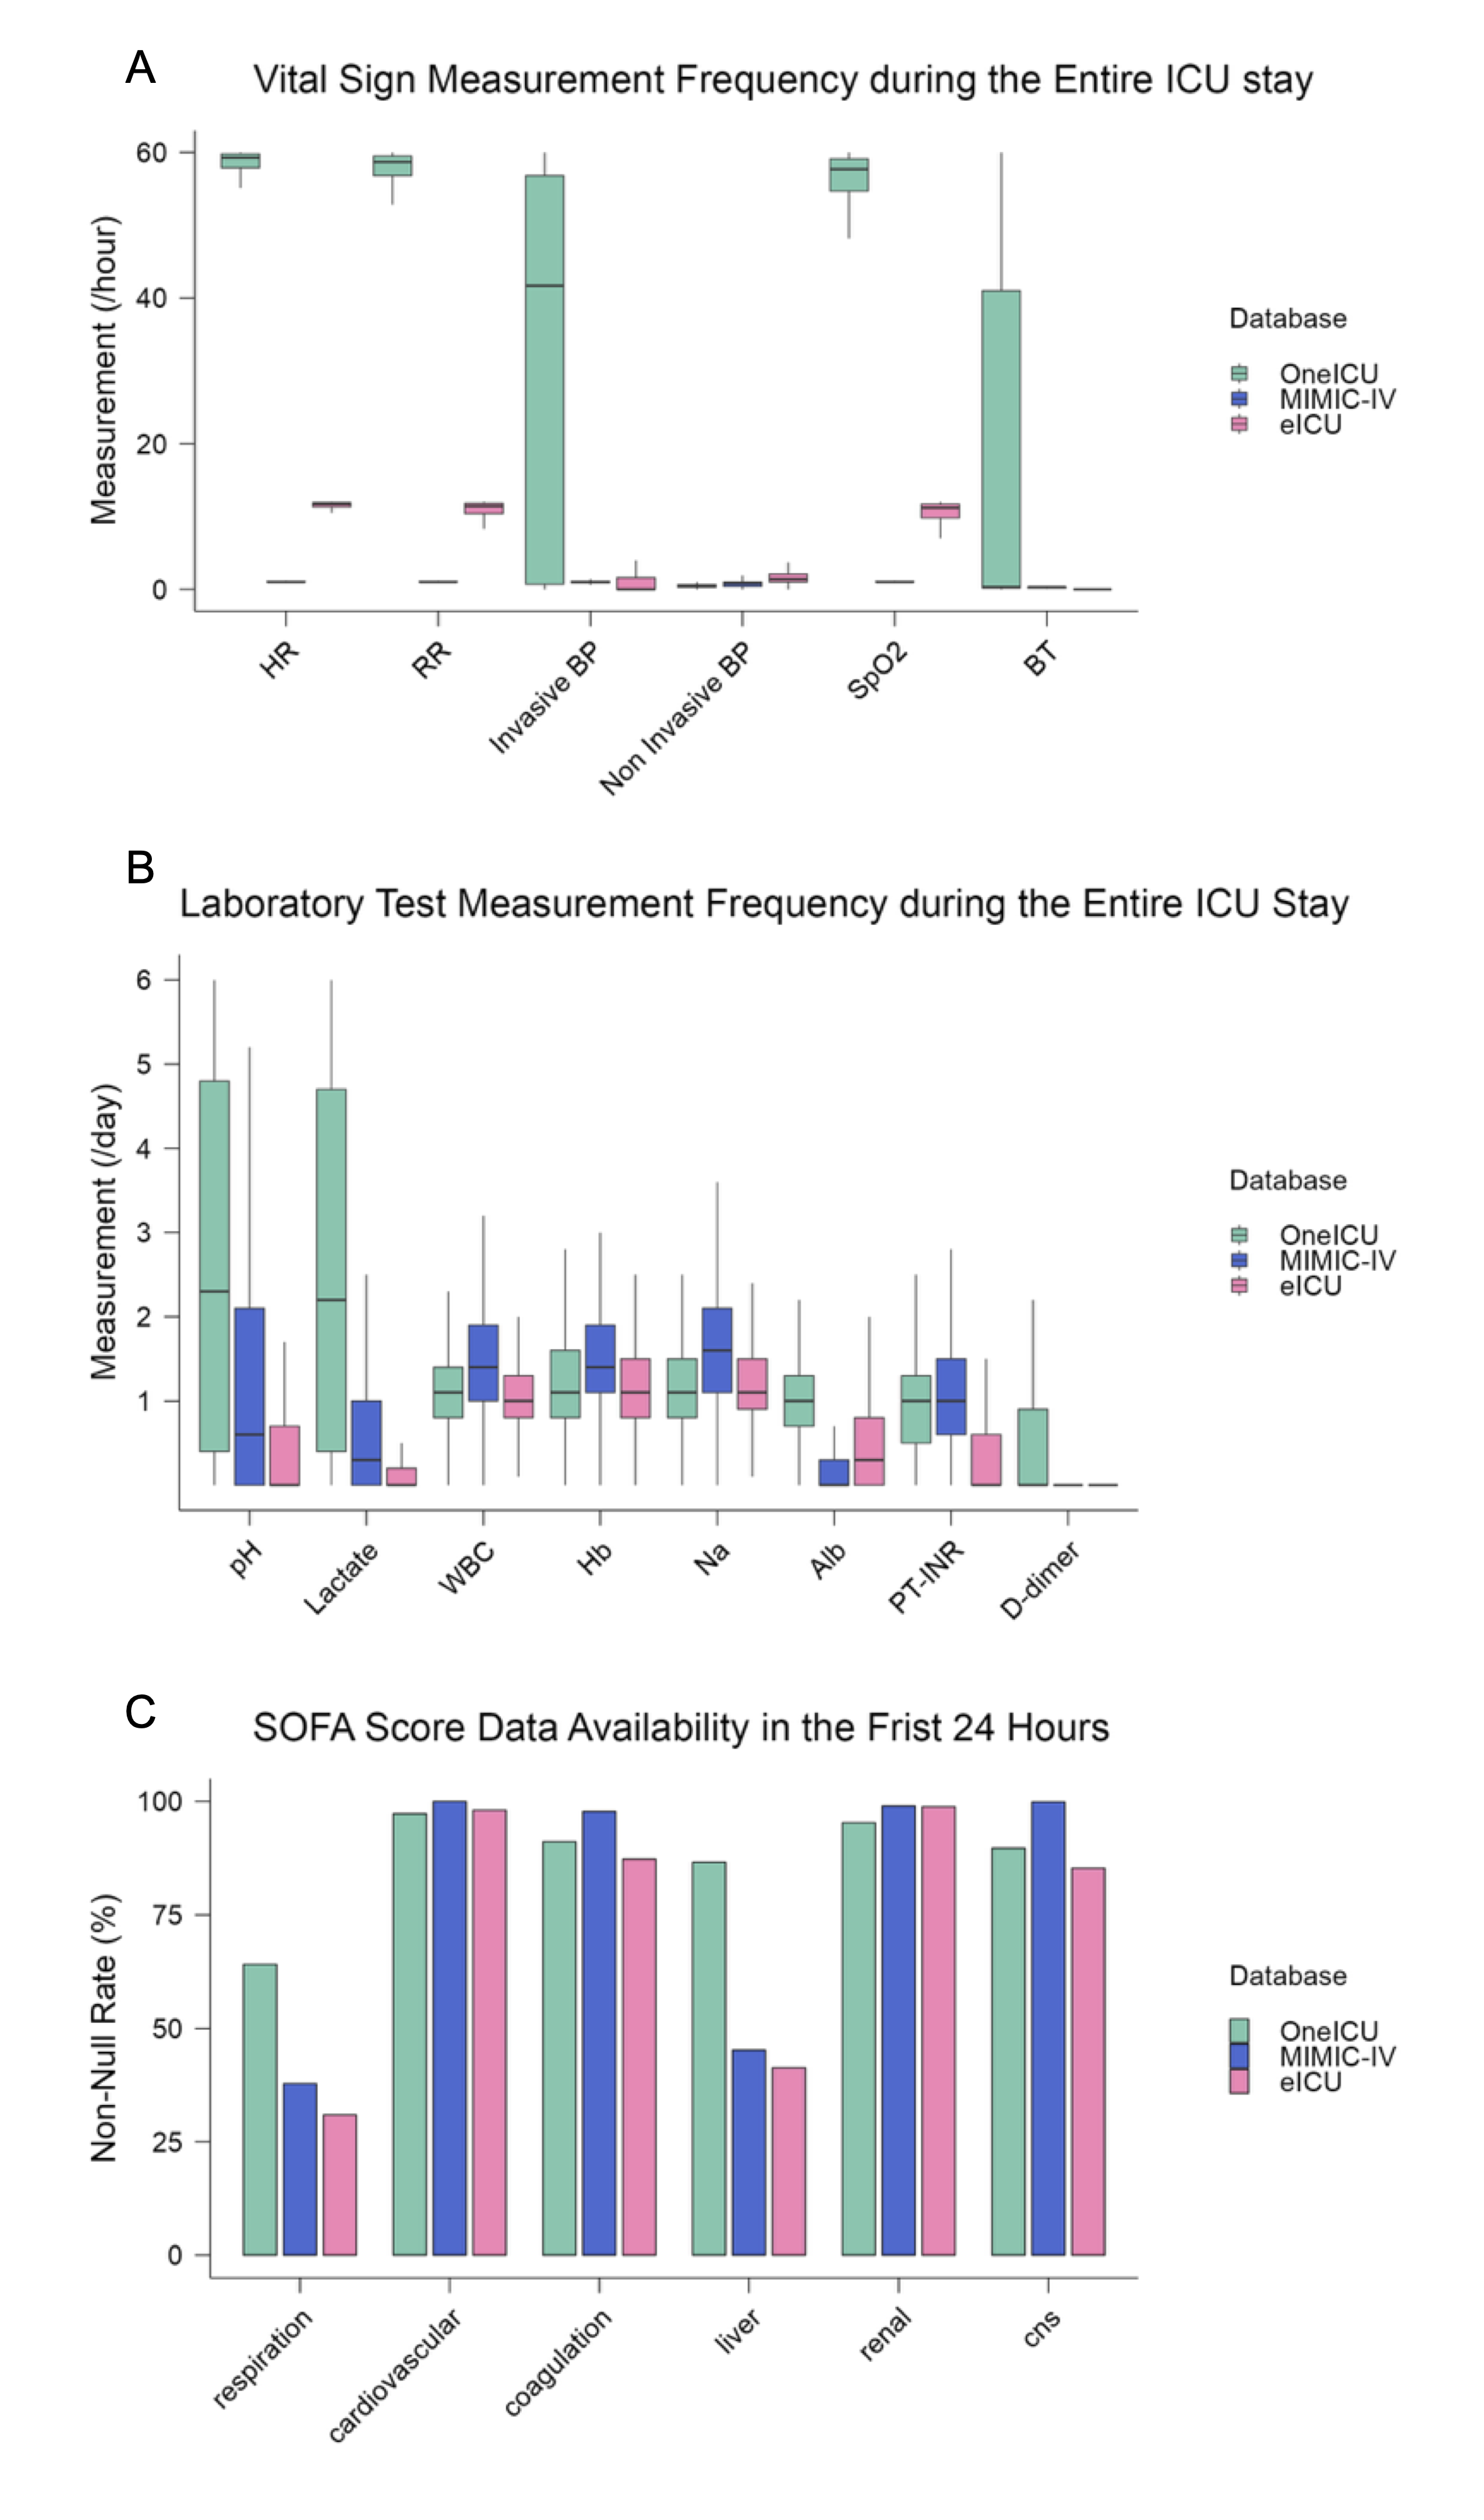 A
Vital Sign Measurement Frequency during the Entire ICU stay
Measurement (/hour)
60
40
20
0
HR
RR
Invasive BP
Non Invasive BP
SpO2
BT
Database
OneICU
MIMIC-IV
eICU
B
Laboratory Test Measurement Frequency during the Entire ICU Stay
Measurement (/day)
6
5
4
3
2
1
pH
Lactate
WBC
Hb
Na
Alb
PT-INR
D-dimer
Database
OneICU
MIMIC-IV
eICU
C
SOFA Score Data Availability in the Frist 24 Hours
Non-Null Rate (%)
100
75
50
25
0
respiration
cardiovascular
coagulation
liver
renal
cns
Database
OneICU
MIMIC-IV
eICU